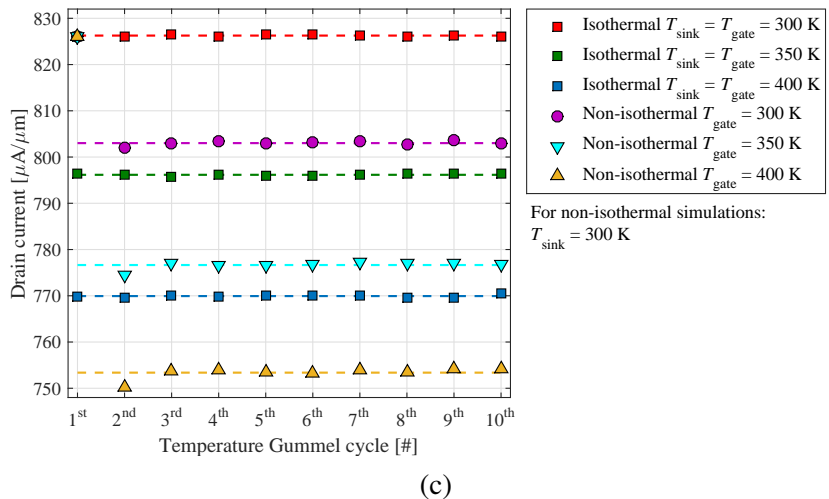 830
820
810
800
790
780
770
760
750
Drain current [μA/μm]
1st 2nd 3rd 4th 5th 6th 7th 8th 9th 10th
Temperature Gummel cycle [#]
Isothermal Tsink = Tgate = 300 K
Isothermal Tsink = Tgate = 350 K
Isothermal Tsink = Tgate = 400 K
Non-isothermal Tgate = 300 K
Non-isothermal Tgate = 350 K
Non-isothermal Tgate = 400 K
For non-isothermal simulations:
Tsink = 300 K
(c)